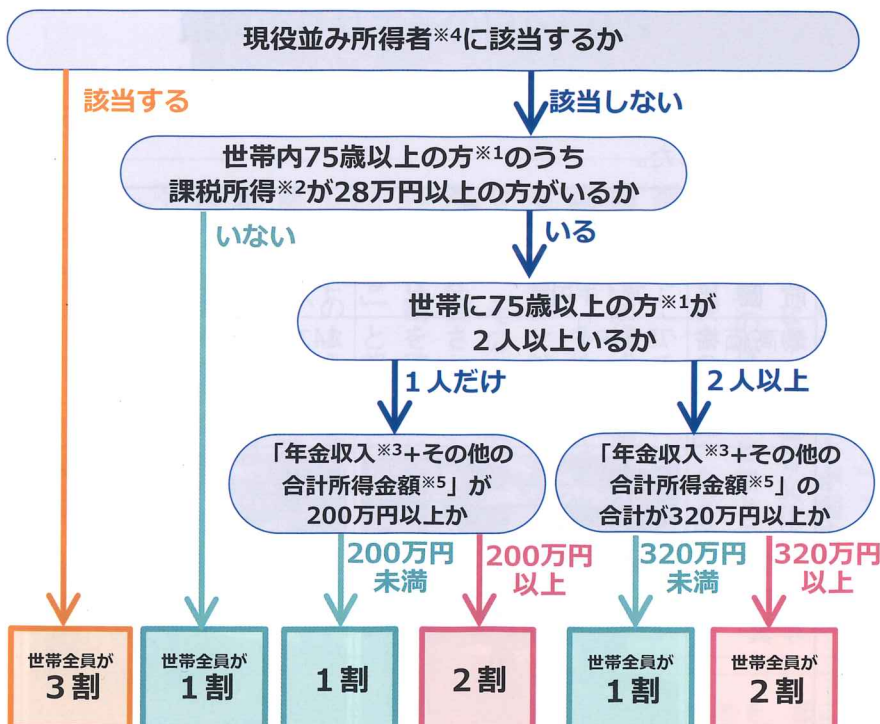 現役並み所得者※4に該当するか
該当する
該当しない
世帯内75歳以上の方※1のうち
課税所得※2が28万円以上の方がいるか
いない
いる
世帯に75歳以上の方※1が
2人以上いるか
1人だけ
2人以上
「年金収入※3+その他の
合計所得金額※5」が
200万円以上か
「年金収入※3+その他の
合計所得金額※5」の
合計が320万円以上か
200万円
未満
200万円
以上
320万円
未満
320万円
以上
世帯全員が
3割
世帯全員が
1割
1割
2割
世帯全員が
1割
世帯全員が
2割